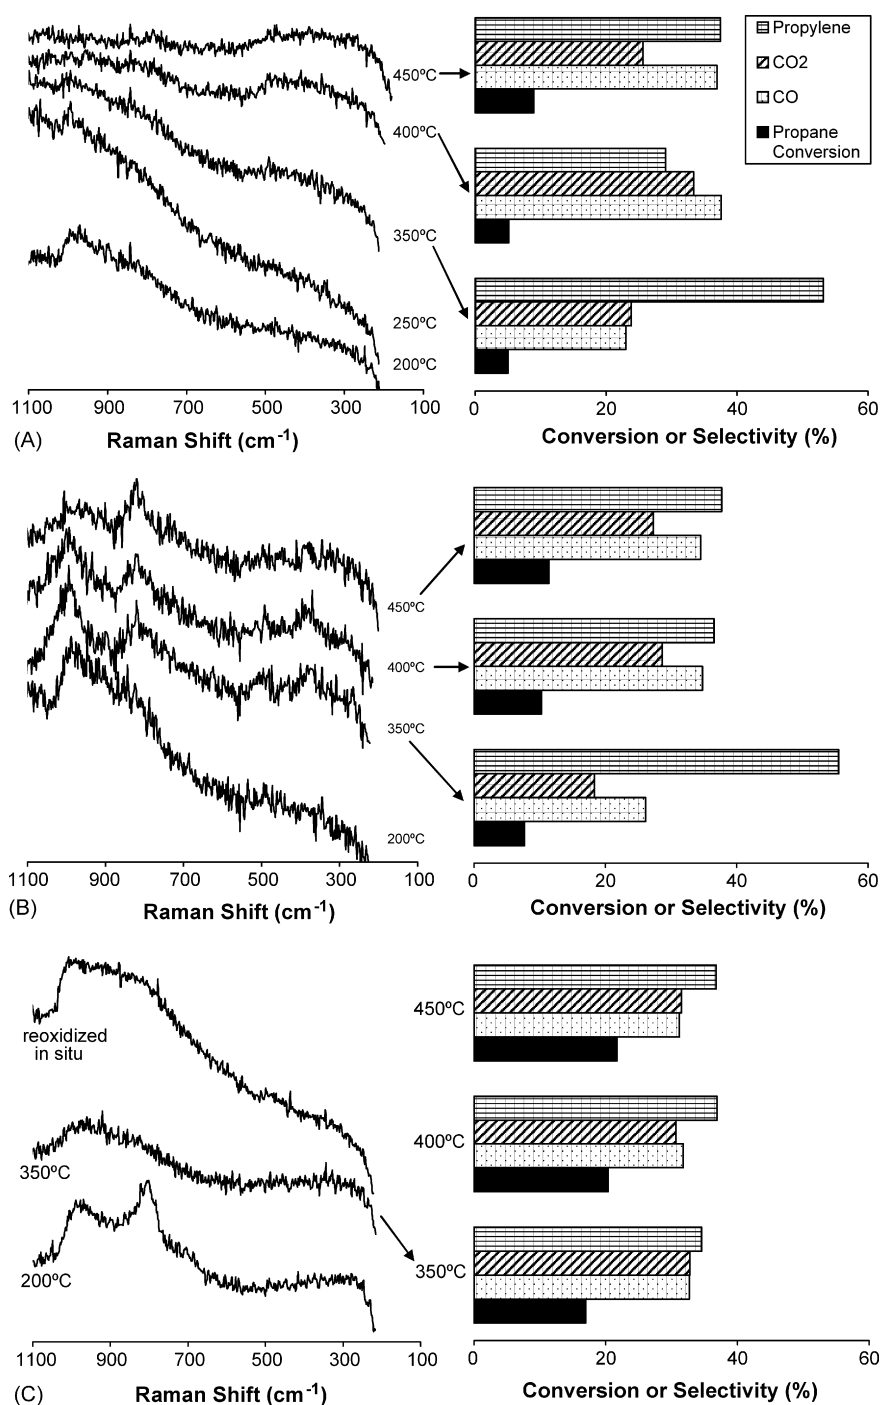 Propylene
CO2
CO
Propane
Conversion
450ºC
400ºC
350ºC
250ºC
200ºC
1100 900 700 500 300 100
0 20 40 60
(A) Raman Shift (cm-1)
Conversion or Selectivity (%)
450ºC
400ºC
350ºC
200ºC
1100 900 700 500 300 100
0 20 40 60
(B) Raman Shift (cm-1)
Conversion or Selectivity (%)
reoxidized
in situ
350ºC
200ºC
450ºC
400ºC
350ºC
1100 900 700 500 300 100
0 20 40 60
(C) Raman Shift (cm-1)
Conversion or Selectivity (%)